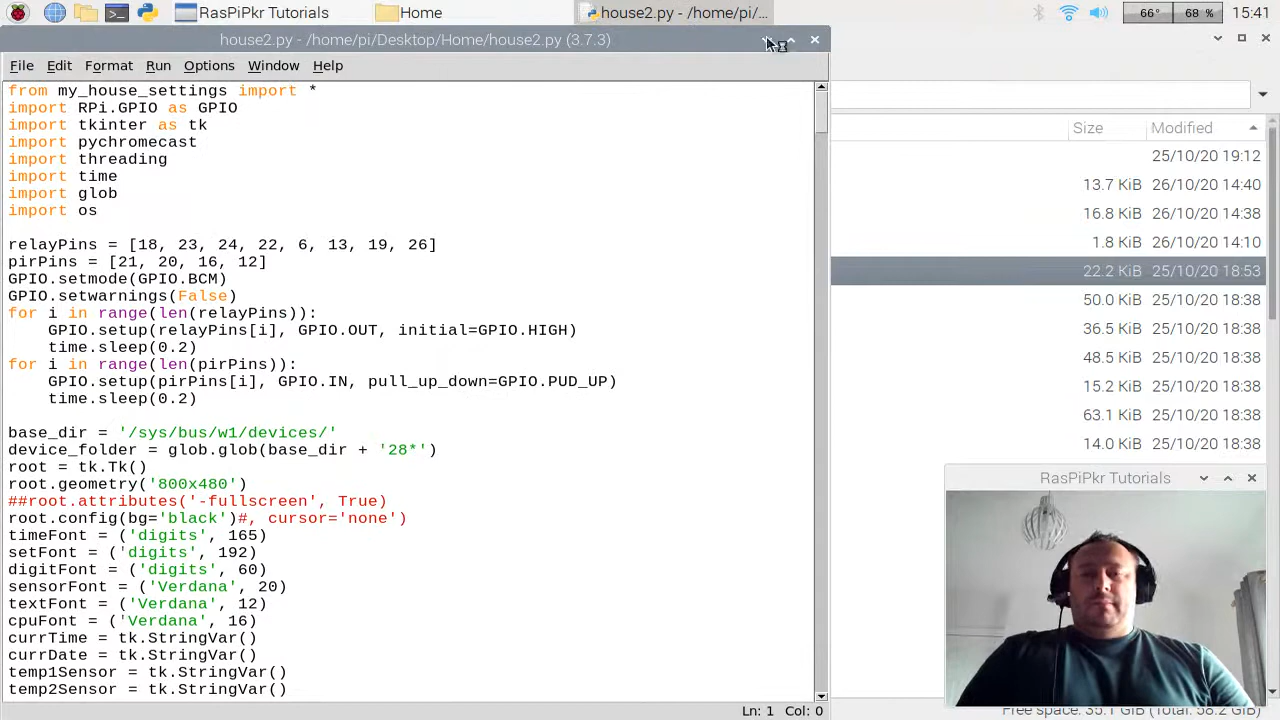 RasPiPkr Tutorials
Home
house2.py - /home/pi/...
66°
68 %
15:41
house2.py - /home/pi/Desktop/Home/house2.py (3.7.3)
File Edit Format Run Options Window Help
from my_house_settings import *
import RPi.GPIO as GPIO
import tkinter as tk
import pychromecast
import threading
import time
import glob
import os
relayPins = [18, 23, 24, 22, 6, 13, 19, 26]
pirPins = [21, 20, 16, 12]
GPIO.setmode(GPIO.BCM)
GPIO.setwarnings(False)
for i in range(len(relayPins)):
    GPIO.setup(relayPins[i], GPIO.OUT, initial=GPIO.HIGH)
    time.sleep(0.2)
for i in range(len(pirPins)):
    GPIO.setup(pirPins[i], GPIO.IN, pull_up_down=GPIO.PUD_UP)
    time.sleep(0.2)
base_dir = '/sys/bus/w1/devices/'
device_folder = glob.glob(base_dir + '28*')
root = tk.Tk()
root.geometry('800x480')
##root.attributes('-fullscreen', True)
root.config(bg='black')#, cursor='none')
timeFont = ('digits', 165)
setFont = ('digits', 192)
digitFont = ('digits', 60)
sensorFont = ('Verdana', 20)
textFont = ('Verdana', 12)
cpuFont = ('Verdana', 16)
currTime = tk.StringVar()
currDate = tk.StringVar()
temp1Sensor = tk.StringVar()
temp2Sensor = tk.StringVar()
Ln: 1 Col: 0
Size Modified
25/10/20 19:12
13.7 KiB 26/10/20 14:40
16.8 KiB 26/10/20 14:38
1.8 KiB 26/10/20 14:10
22.2 KiB 25/10/20 18:53
50.0 KiB 25/10/20 18:38
36.5 KiB 25/10/20 18:38
48.5 KiB 25/10/20 18:38
15.2 KiB 25/10/20 18:38
63.1 KiB 25/10/20 18:38
14.0 KiB 25/10/20 18:38
RasPiPkr Tutorials
Free space: 35.1 GiB (Total: 58.2 GiB)